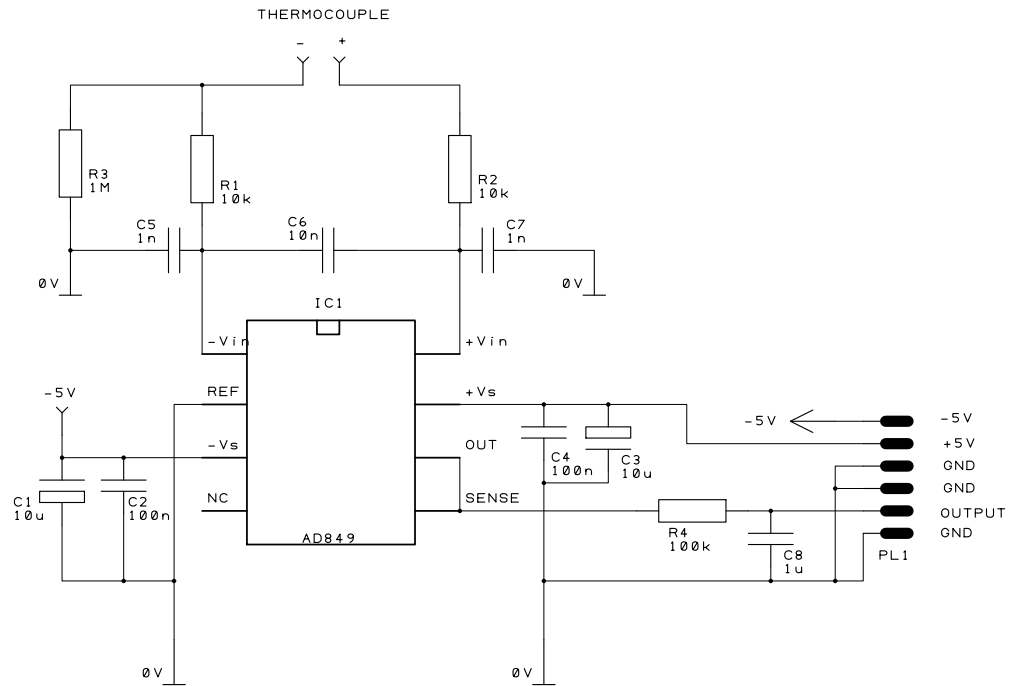 THERMOCOUPLE
- +
R3
1M
R1
10k
R2
10k
C5
1n
C6
10n
C7
1n
0V
0V
IC1
-Vin
+Vin
REF
+Vs
-5V
-Vs
OUT
NC
SENSE
C1
10u
C2
100n
C4
100n
C3
10u
-5V
-5V
+5V
GND
GND
OUTPUT
GND
PL1
R4
100k
C8
1u
AD849
0V
0V